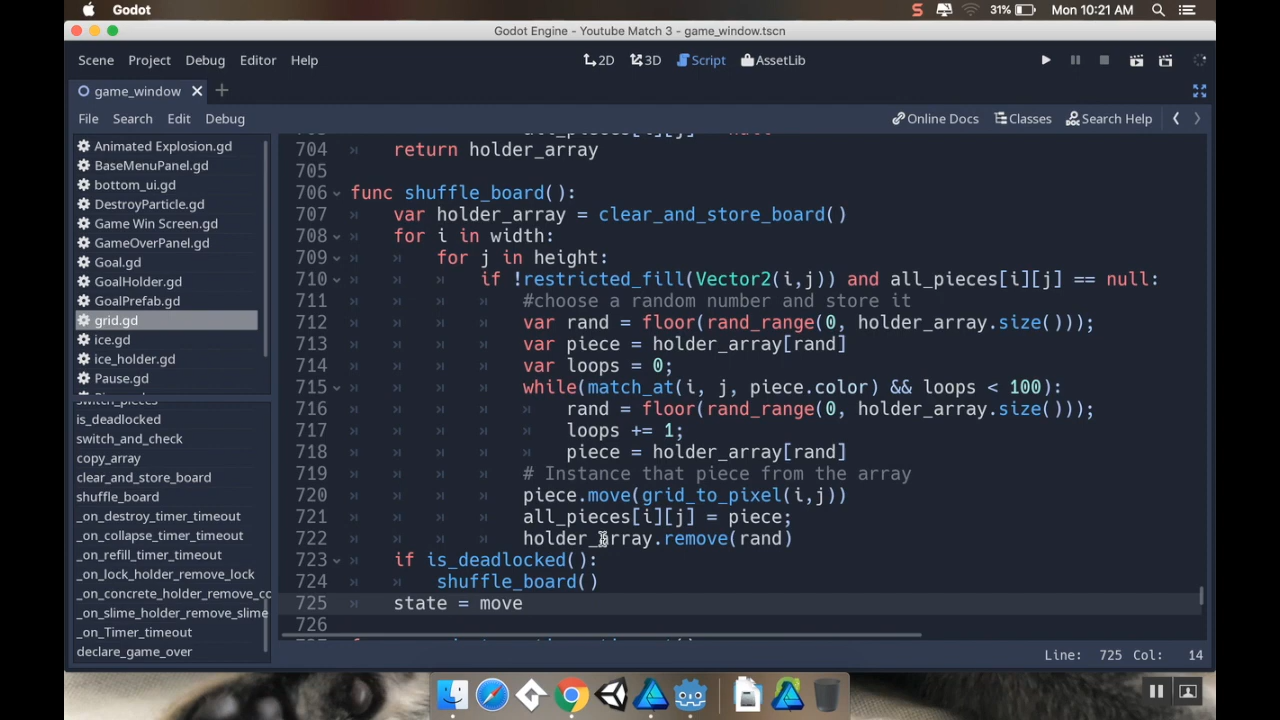 Godot
31%
Mon 10:21 AM
Godot Engine - Youtube Match 3 - game_window.tscn
Scene Project Debug Editor Help
2D 3D Script AssetLib
game_window
File Search Edit Debug
Online Docs Classes Search Help
Animated Explosion.gd
BaseMenuPanel.gd
bottom_ui.gd
DestroyParticle.gd
Game Win Screen.gd
GameOverPanel.gd
Goal.gd
GoalHolder.gd
GoalPrefab.gd
grid.gd
ice.gd
ice_holder.gd
Pause.gd
switch_pieces
is_deadlocked
switch_and_check
copy_array
clear_and_store_board
shuffle_board
_on_destroy_timer_timeout
_on_collapse_timer_timeout
_on_refill_timer_timeout
_on_lock_holder_remove_lock
_on_concrete_holder_remove_co
_on_slime_holder_remove_slime
_on_Timer_timeout
declare_game_over
704 return holder_array
705
706 func shuffle_board():
707 var holder_array = clear_and_store_board()
708 for i in width:
709 for j in height:
710 if !restricted_fill(Vector2(i,j)) and all_pieces[i][j] == null:
711 #choose a random number and store it
712 var rand = floor(rand_range(0, holder_array.size()));
713 var piece = holder_array[rand]
714 var loops = 0;
715 while(match_at(i, j, piece.color) && loops < 100):
716 rand = floor(rand_range(0, holder_array.size()));
717 loops += 1;
718 piece = holder_array[rand]
719 # Instance that piece from the array
720 piece.move(grid_to_pixel(i,j))
721 all_pieces[i][j] = piece;
722 holder_array.remove(rand)
723 if is_deadlocked():
724 shuffle_board()
725 state = move
726
Line: 725 Col: 14